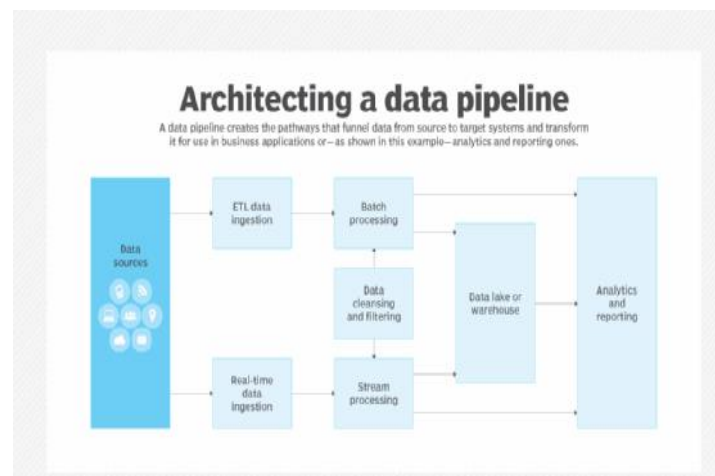 Architecting a data pipeline
A data pipeline creates the pathways that funnel data from source to target systems and transform
it for use in business applications or—as shown in this example—analytics and reporting ones.
Data
sources
ETL data
ingestion
Batch
processing
Data
cleansing
and filtering
Data lake or
warehouse
Analytics
and
reporting
Real-time
data
ingestion
Stream
processing